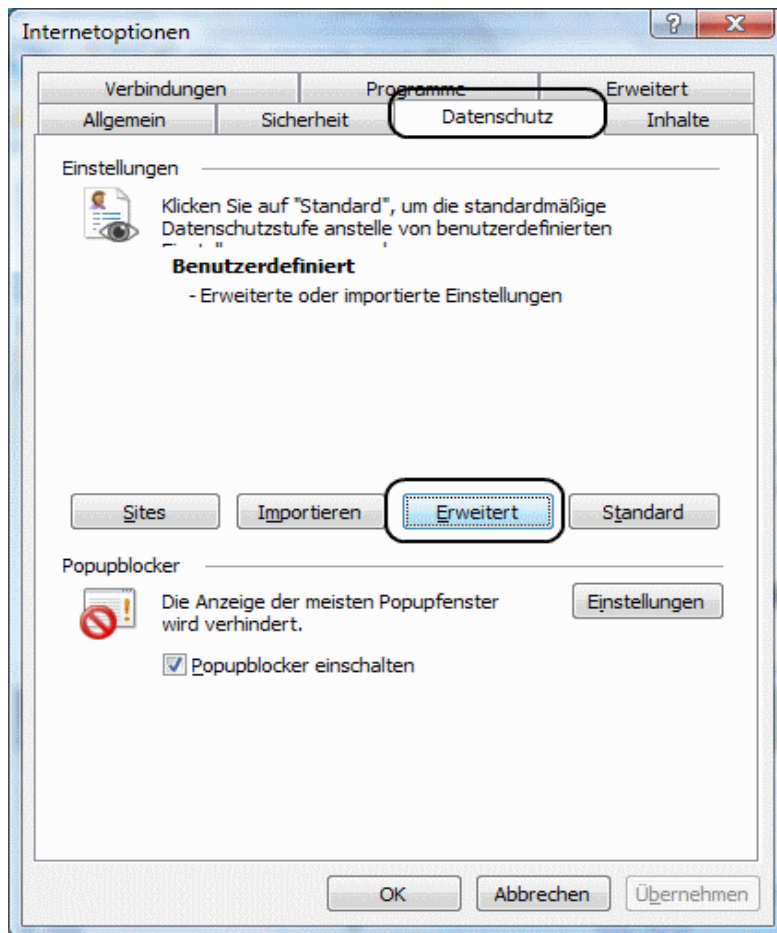 Internetoptionen
Verbindungen Programme Erweitert
Allgemein Sicherheit Datenschutz Inhalte
Einstellungen
Klicken Sie auf "Standard", um die standardmäßige
Datenschutzstufe anstelle von benutzerdefinierten
Benutzerdefiniert
- Erweiterte oder importierte Einstellungen
Sites Importieren Erweitert Standard
Popupblocker
Die Anzeige der meisten Popupfenster
wird verhindert.
Einstellungen
Popupblocker einschalten
OK Abbrechen Übernehmen